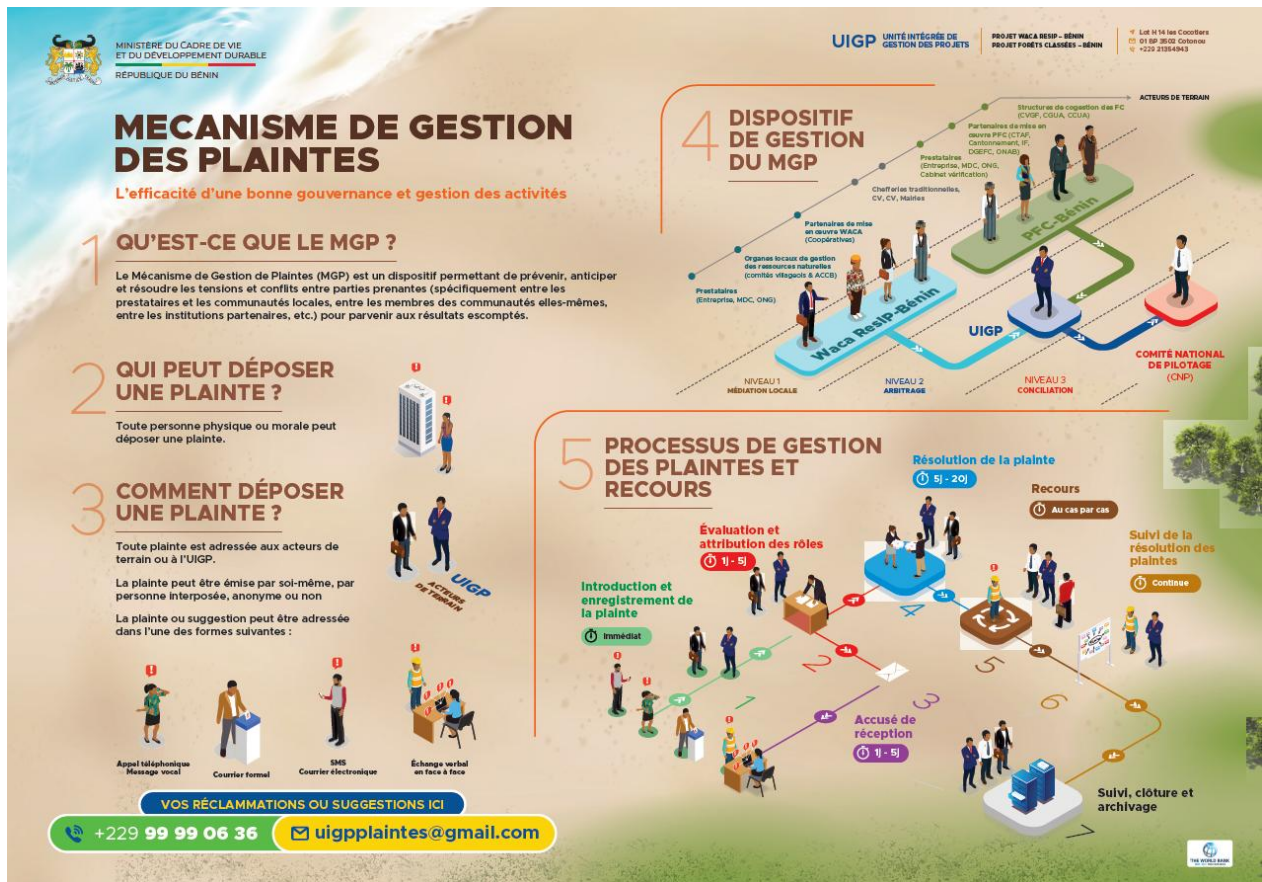 MINISTÈRE DU CADRE DE VIE
ET DU DÉVELOPPEMENT DURABLE
RÉPUBLIQUE DU BÉNIN
UIGP
UNITÉ INTÉGRÉE DE
GESTION DES PROJETS
PROJET WACA RESIP – BÉNIN
PROJET FORÊTS CLASSÉES – BÉNIN
Lot H 14 les Cocotiers
01 BP 3502 Cotonou
+229 21354943
MECANISME DE GESTION
DES PLAINTES
L'efficacité d'une bonne gouvernance et gestion des activités
1
QU'EST-CE QUE LE MGP ?
Le Mécanisme de Gestion de Plaintes (MGP) est un dispositif permettant de prévenir, anticiper
et résoudre les tensions et conflits entre parties prenantes (spécifiquement entre les
prestataires et les communautés locales, entre les membres des communautés elles-mêmes,
entre les institutions partenaires, etc.) pour parvenir aux résultats escomptés.
2
QUI PEUT DÉPOSER
UNE PLAINTE ?
Toute personne physique ou morale peut
déposer une plainte.
3
COMMENT DÉPOSER
UNE PLAINTE ?
Toute plainte est adressée aux acteurs de
terrain ou à l'UIGP.
La plainte peut être émise par soi-même, par
personne interposée, anonyme ou non
La plainte ou suggestion peut être adressée
dans l'une des formes suivantes :
ACTEURS
DE TERRAIN
UIGP
Appel téléphonique
Message vocal
Courrier formel
SMS
Courrier électronique
Échange verbal
en face à face
VOS RÉCLAMMATIONS OU SUGGESTIONS ICI
+229 99 99 06 36
uigpplaintes@gmail.com
4
DISPOSITIF
DE GESTION
DU MGP
ACTEURS DE TERRAIN
Structures de cogestion des FC
(CVGF, CGUA, CCUA)
Partenaires de mise en
œuvre PFC (CTAF,
Cantonnement, IF,
DGEFC, ONAB)
Prestataires
(Entreprise, MDC, ONG,
Cabinet vérification)
Chefferies traditionnelles,
CV, CV, Mairies
Partenaires de mise
en œuvre WACA
(Coopératives)
Organes locaux de gestion
des ressources naturelles
(comités villageois & ACCB)
Prestataires
(Entreprise, MDC, ONG)
Waca ResIP-Bénin
PFC-Bénin
UIGP
COMITÉ NATIONAL
DE PILOTAGE
(CNP)
NIVEAU 1
MÉDIATION LOCALE
NIVEAU 2
ARBITRAGE
NIVEAU 3
CONCILIATION
5
PROCESSUS DE GESTION
DES PLAINTES ET
RECOURS
Introduction et
enregistrement de
la plainte
Immédiat
1
Évaluation et
attribution des rôles
1j - 5j
2
Accusé de
réception
1j - 5j
3
Résolution de la plainte
5j - 20j
4
Recours
Au cas par cas
5
Suivi de la
résolution des
plaintes
Continue
6
Suivi, clôture et
archivage
7
THE WORLD BANK